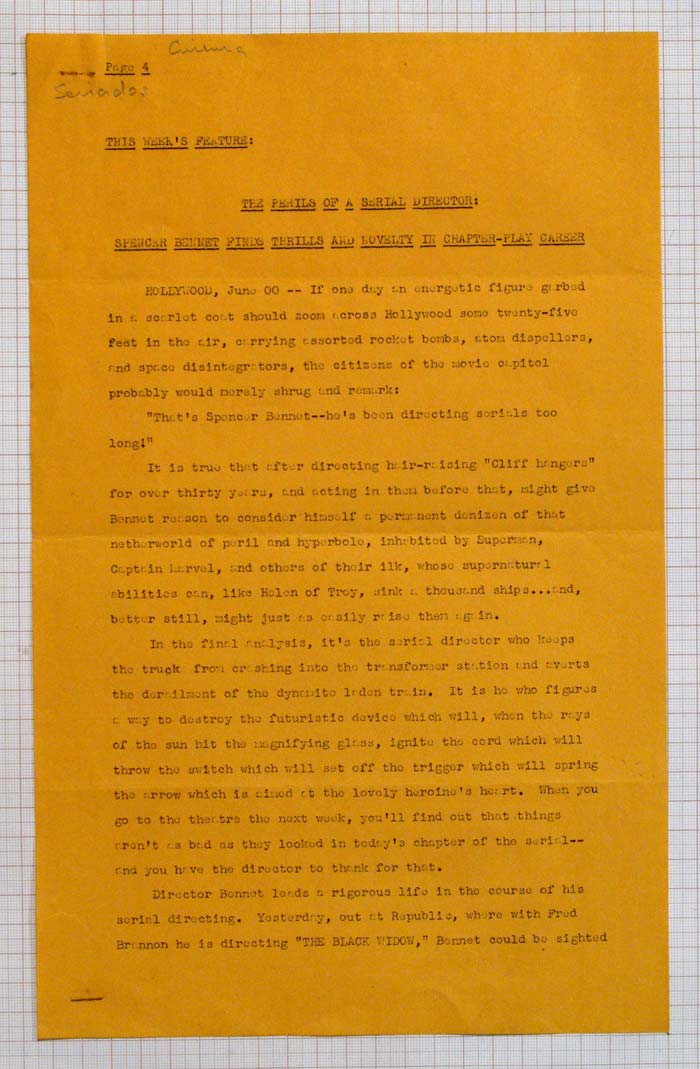 Cinema
Page 4
Seriados
THIS WEEK'S FEATURE:
THE PERILS OF A SERIAL DIRECTOR:
SPENCER BENNET FINDS THRILLS AND NOVELTY IN CHAPTER-PLAY CAREER
HOLLYWOOD, June 00 -- If one day an energetic figure garbed
in a scarlet coat should zoom across Hollywood some twenty-five
feet in the air, carrying assorted rocket bombs, atom dispellers,
and space disintegrators, the citizens of the movie capitol
probably would merely shrug and remark:
"That's Spencer Bennet--he's been directing serials too
long!"
It is true that after directing hair-raising "Cliff hangers"
for over thirty years, and acting in them before that, might give
Bennet reason to consider himself a permanent denizen of that
netherworld of peril and hyperbole, inhabited by Superman,
Captain Marvel, and others of their ilk, whose supernatural
abilities can, like Helen of Troy, sink a thousand ships...and,
better still, might just as easily raise them again.
In the final analysis, it's the serial director who keeps
the truck from crashing into the transformer station and averts
the derailment of the dynamite laden train. It is he who figures
a way to destroy the futuristic device which will, when the rays
of the sun hit the magnifying glass, ignite the cord which will
throw the switch which will set off the trigger which will spring
the arrow which is aimed at the lovely heroine's heart. When you
go to the theatre the next week, you'll find out that things
aren't as bad as they looked in today's chapter of the serial--
and you have the director to thank for that.
Director Bennet leads a rigorous life in the course of his
serial directing. Yesterday, out at Republic, where with Fred
Brannon he is directing "THE BLACK WIDOW," Bennet could be sighted